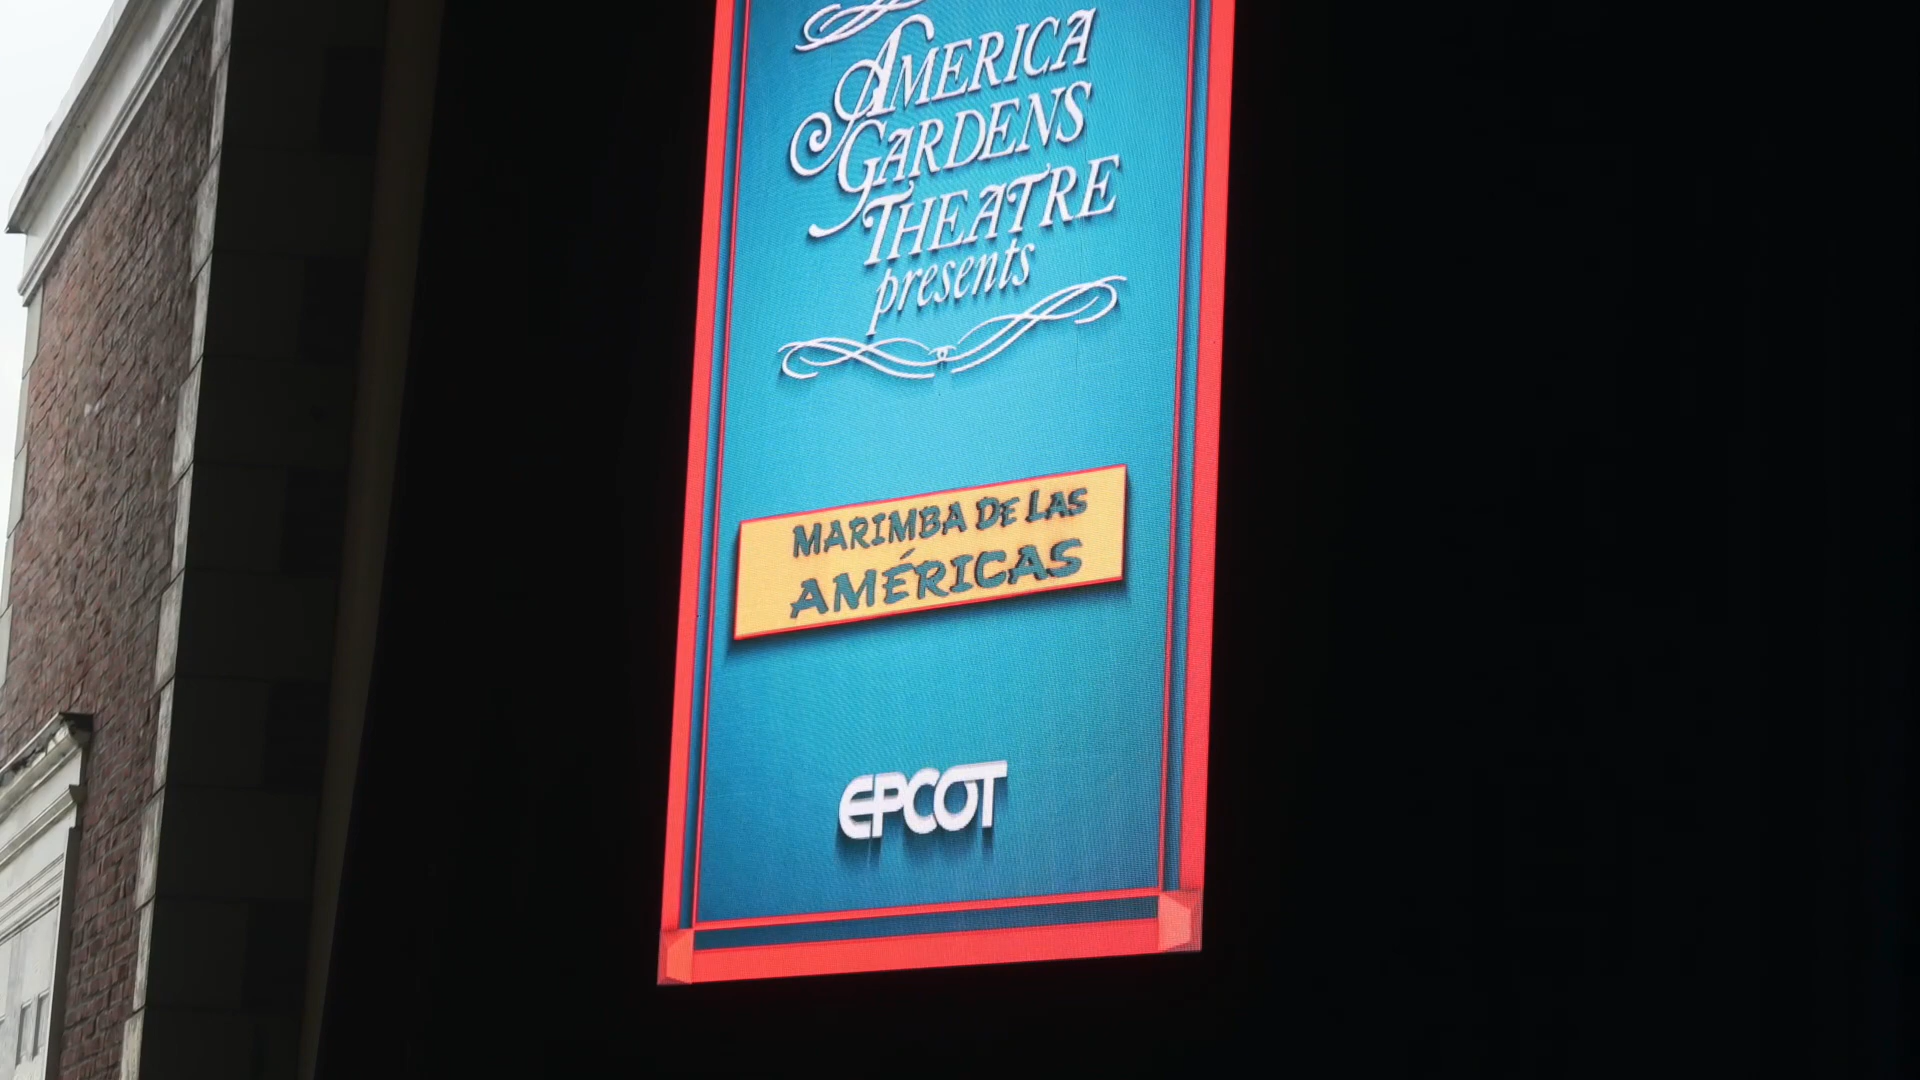 AMERICA
GARDENS
THEATRE
presents
MARIMBA DE LAS
AMÉRICAS
EPCOT